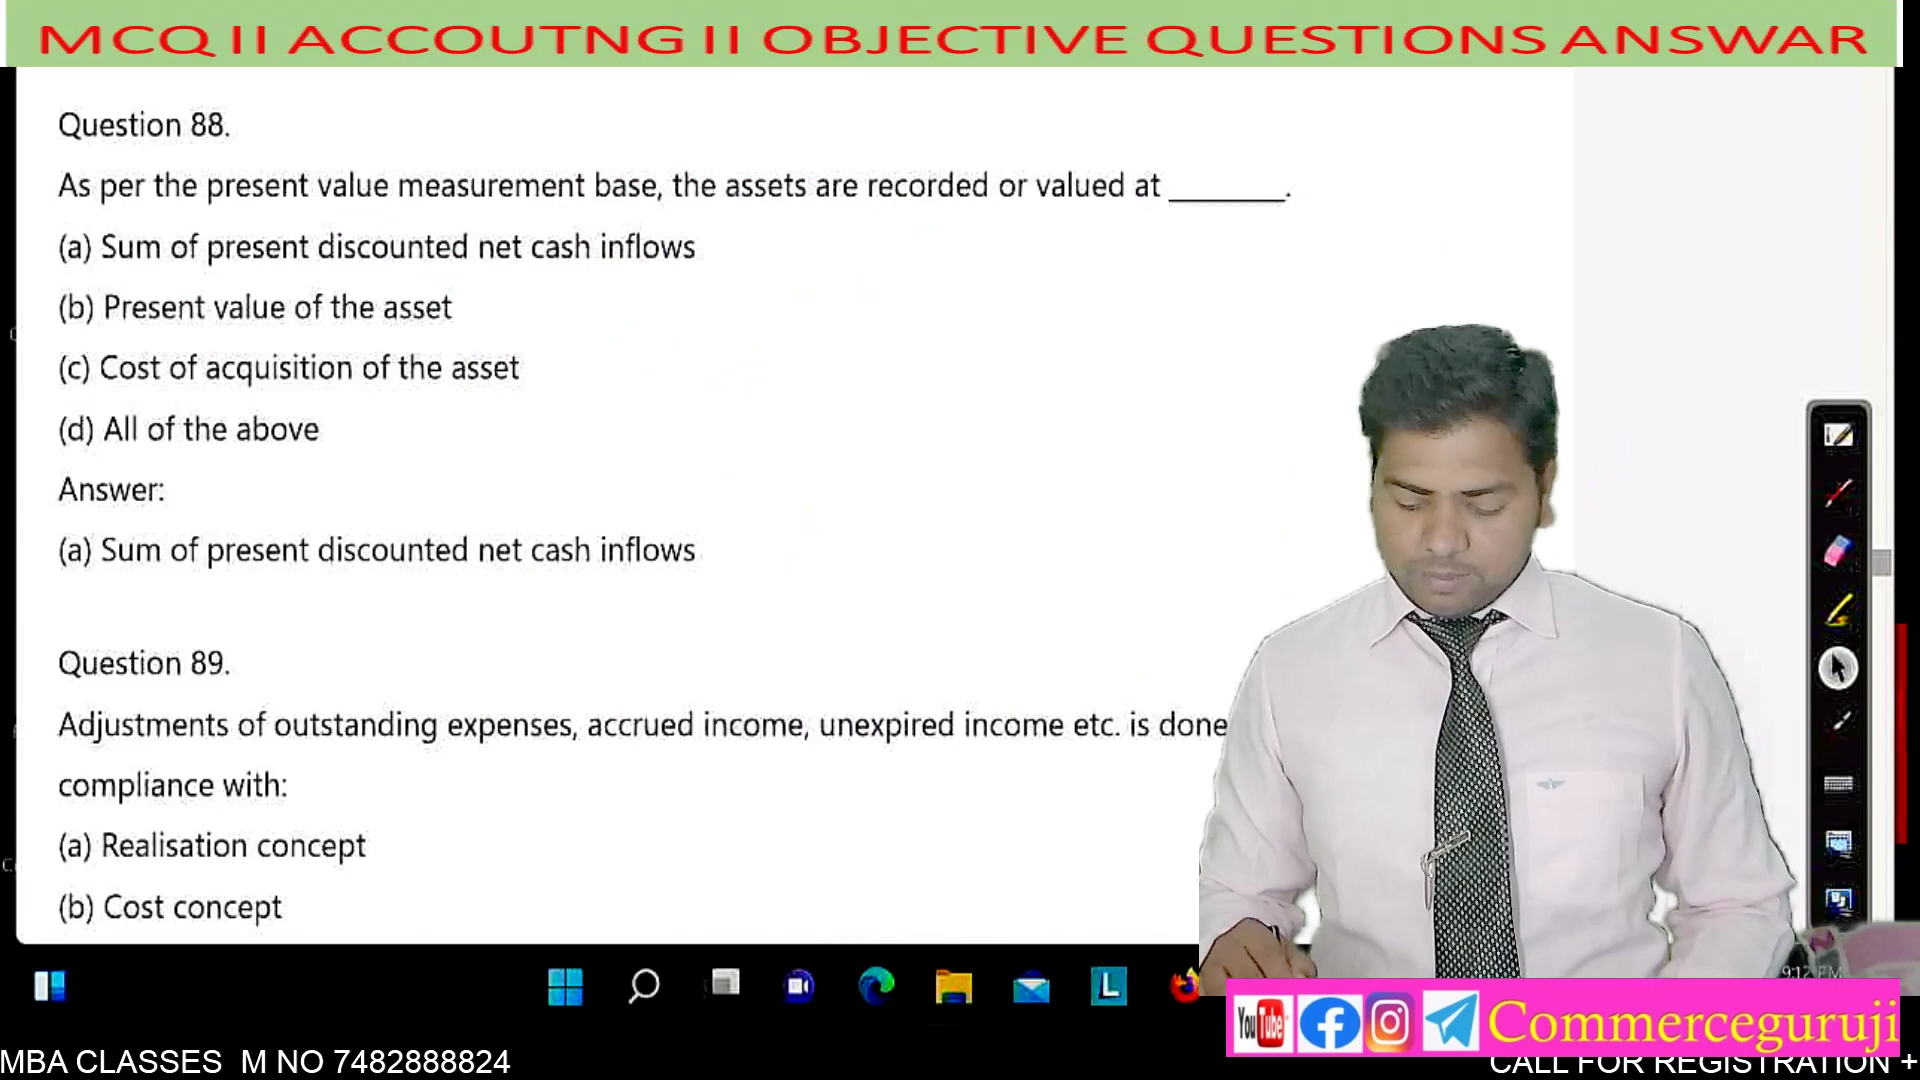 MCQ II ACCOUTNG II OBJECTIVE QUESTIONS ANSWAR
Question 88.
As per the present value measurement base, the assets are recorded or valued at ________.
(a) Sum of present discounted net cash inflows
(b) Present value of the asset
(c) Cost of acquisition of the asset
(d) All of the above
Answer:
(a) Sum of present discounted net cash inflows
Question 89.
Adjustments of outstanding expenses, accrued income, unexpired income etc. is done
compliance with:
(a) Realisation concept
(b) Cost concept
L
9:12 PM
YouTube Commerceguruji
MBA CLASSES M NO 7482888824
CALL FOR REGISTRATION +